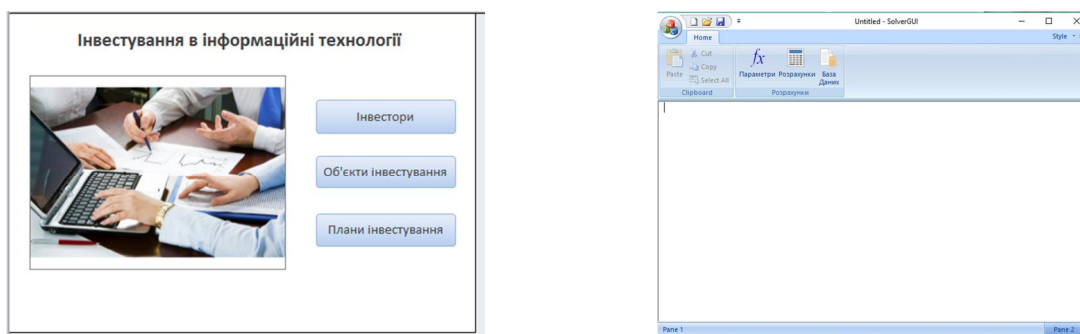 Інвестування в інформаційні технології
Інвестори
Об'єкти інвестування
Плани інвестування
Untitled - SolverGUI
Home
Style
Paste
Cut
Copy
Select All
Clipboard
fx
Параметри
Розрахунки
База Даних
Розрахунки
Pane 1
Pane 2